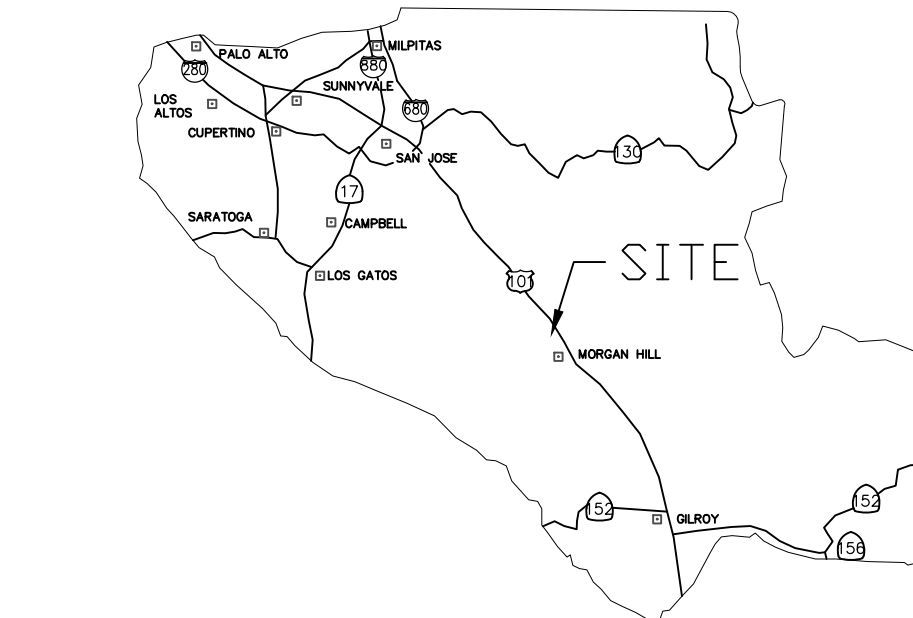 MILPITAS
PALO ALTO
280
880
SUNNYVALE
LOS
ALTOS
680
CUPERTINO
130
SAN JOSE
17
SARATOGA
CAMPBELL
SITE
LOS GATOS
101
MORGAN HILL
152
152
GILROY
156